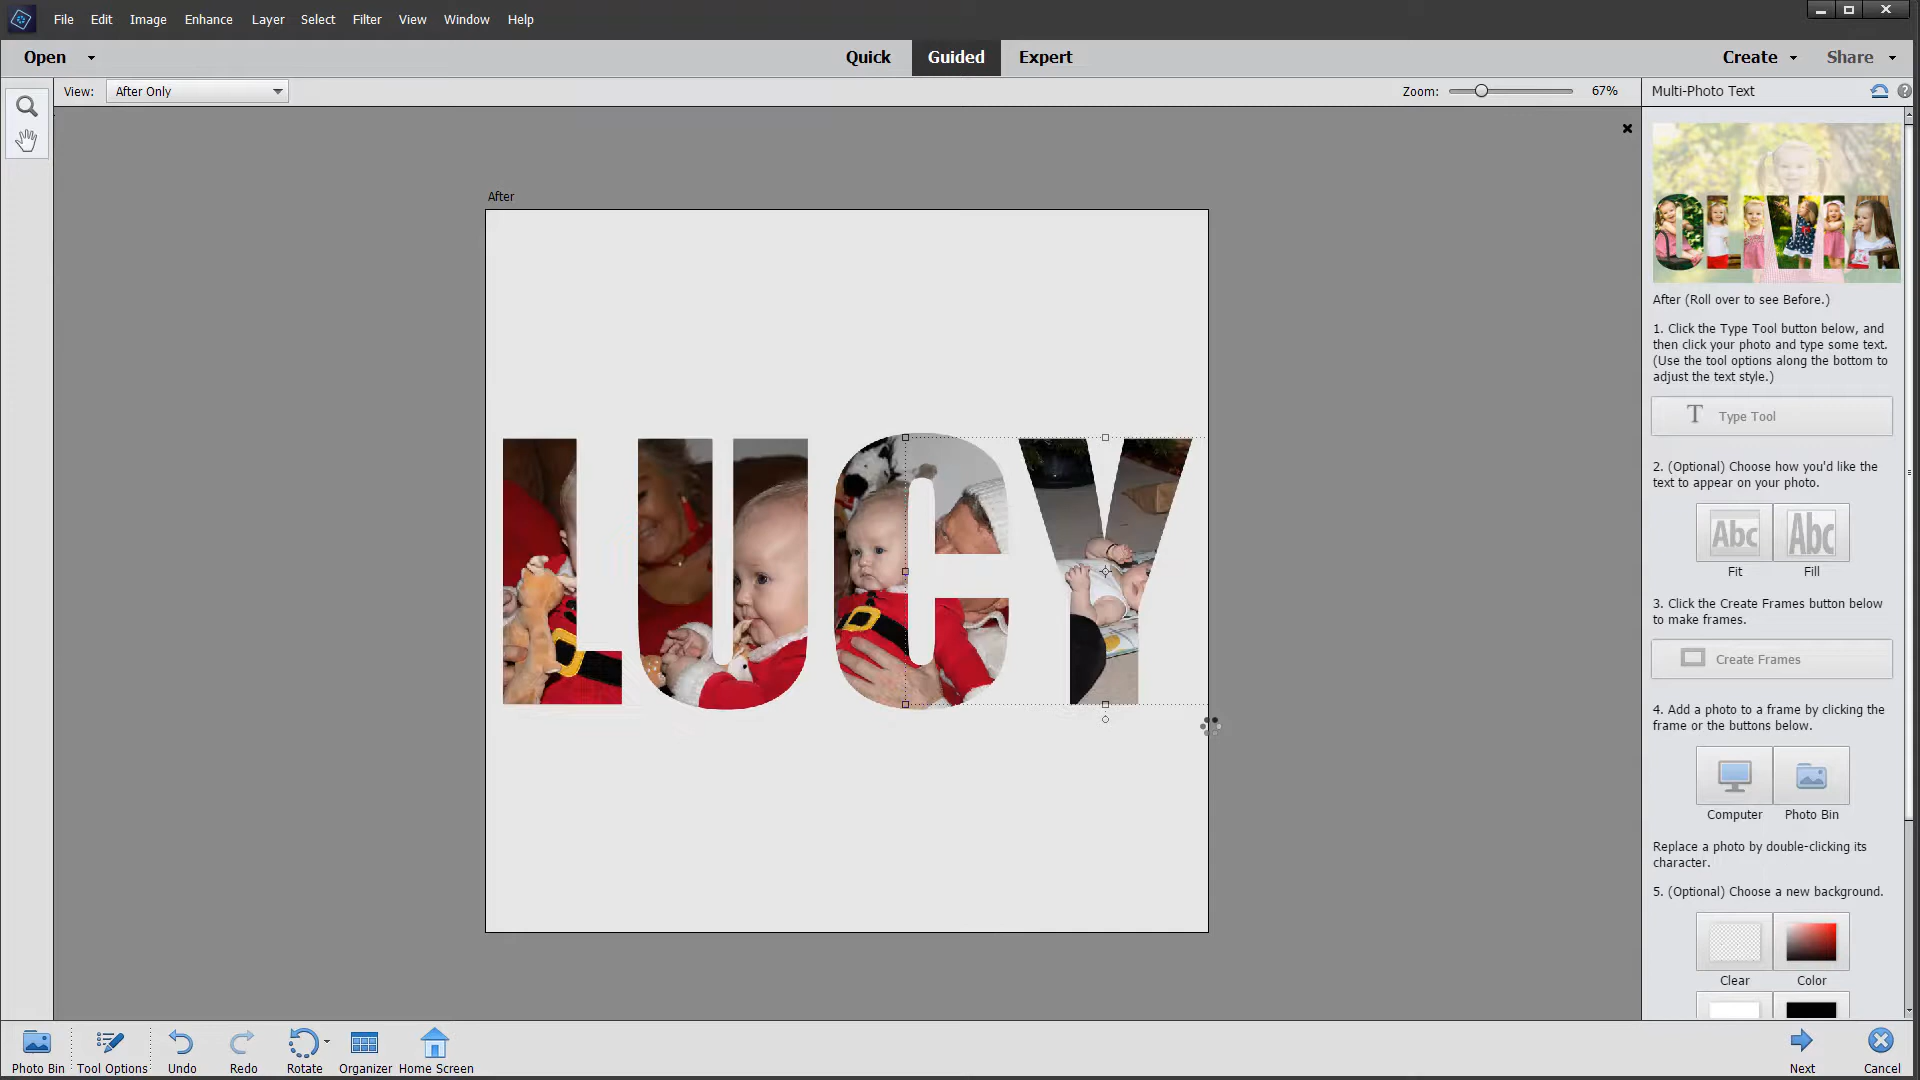 File Edit Image Enhance Layer Select Filter View Window Help
Open Quick Guided Expert Create Share
View: After Only Zoom: 67% Multi-Photo Text
After
LUCY
OLIVIA
After (Roll over to see Before.)
1. Click the Type Tool button below, and
then click your photo and type some text.
(Use the tool options along the bottom to
adjust the text style.)
T Type Tool
2. (Optional) Choose how you'd like the
text to appear on your photo.
Abc Abc
Fit Fill
3. Click the Create Frames button below
to make frames.
Create Frames
4. Add a photo to a frame by clicking the
frame or the buttons below.
Computer Photo Bin
Replace a photo by double-clicking its
character.
5. (Optional) Choose a new background.
Clear Color
Photo Bin Tool Options Undo Redo Rotate Organizer Home Screen Next Cancel